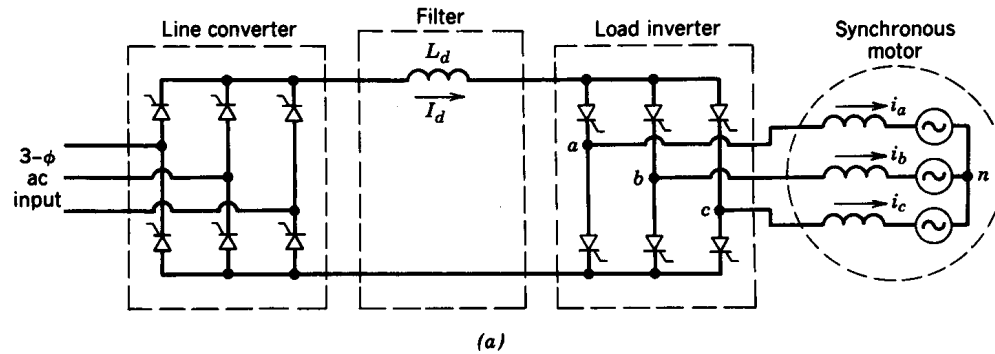 Line converter
Filter
Load inverter
Synchronous
motor
L_d
I_d
3-ϕ
ac
input
a
b
c
i_a
i_b
i_c
n
(a)